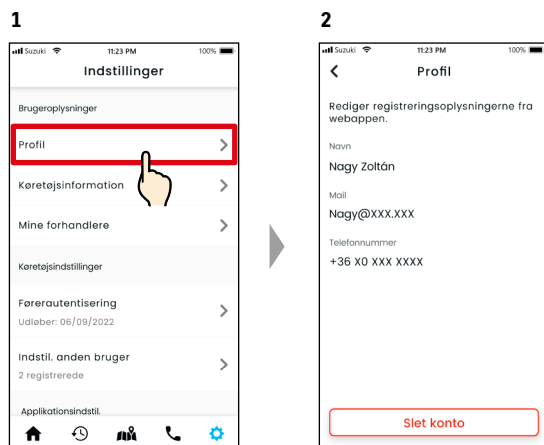 1
Suzuki 11:23 PM 100%
Indstillinger
Brugeroplysninger
Profil
Køretøjsinformation
Mine forhandlere
Køretøjsindstillinger
Førerautentisering
Udløber: 06/09/2022
Indstil. anden bruger
2 registrerede
Applikationsindstil.
2
Suzuki 11:23 PM 100%
Profil
Rediger registreringsoplysningerne fra
webappen.
Navn
Nagy Zoltán
Mail
Nagy@XXX.XXX
Telefonnummer
+36 X0 XXX XXXX
Slet konto